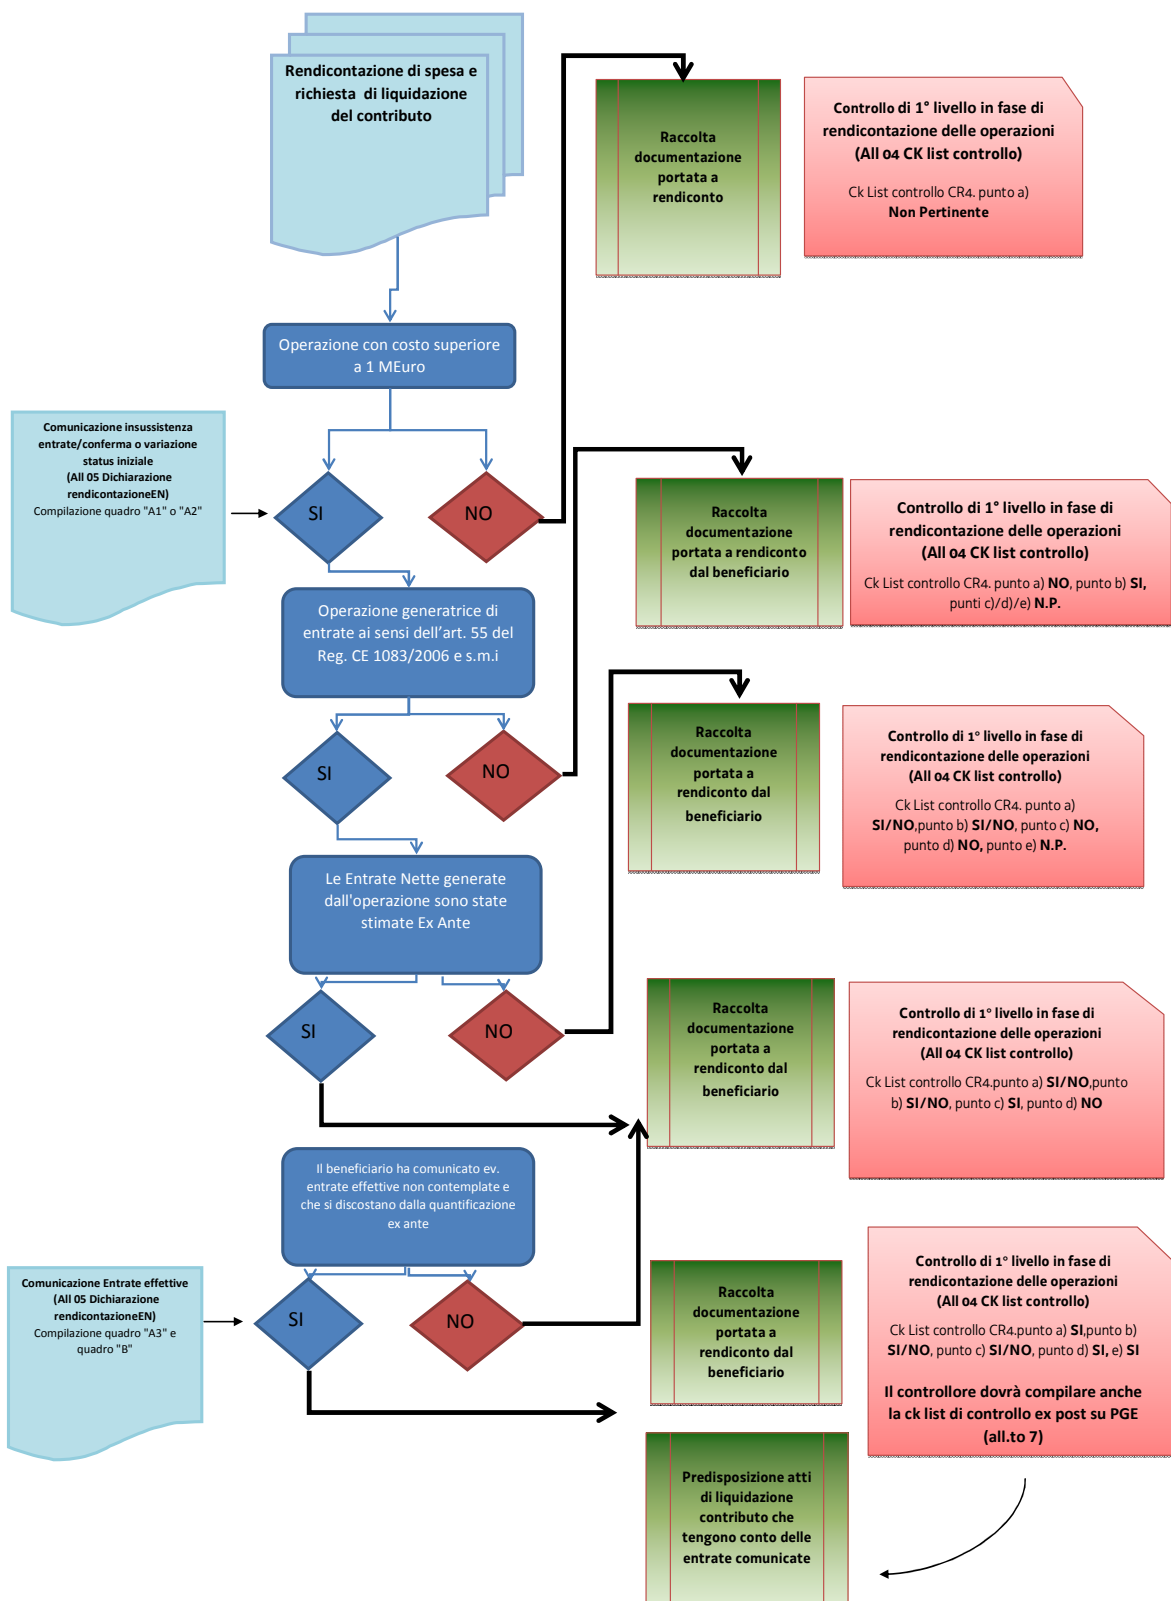 Rendicontazione di spesa e
richiesta di liquidazione
del contributo
Raccolta
documentazione
portata a
rendiconto
Controllo di 1° livello in fase di
rendicontazione delle operazioni
(All 04 CK list controllo)
Ck List controllo CR4. punto a)
Non Pertinente
Operazione con costo superiore
a 1 MEuro
Comunicazione insussistenza
entrate/conferma o variazione
status iniziale
(All 05 Dichiarazione
rendicontazioneEN)
Compilazione quadro "A1" o "A2"
SI
NO
Raccolta
documentazione
portata a rendiconto
dal beneficiario
Controllo di 1° livello in fase di
rendicontazione delle operazioni
(All 04 CK list controllo)
Ck List controllo CR4. punto a) NO, punto b) SI,
punti c)/d)/e) N.P.
Operazione generatrice di
entrate ai sensi dell'art. 55 del
Reg. CE 1083/2006 e s.m.i
SI
NO
Raccolta
documentazione
portata a
rendiconto dal
beneficiario
Controllo di 1° livello in fase di
rendicontazione delle operazioni
(All 04 CK list controllo)
Ck List controllo CR4. punto a)
SI/NO,punto b) SI/NO, punto c) NO,
punto d) NO, punto e) N.P.
Le Entrate Nette generate
dall'operazione sono state
stimate Ex Ante
SI
NO
Raccolta
documentazione
portata a
rendiconto dal
beneficiario
Controllo di 1° livello in fase di
rendicontazione delle operazioni
(All 04 CK list controllo)
Ck List controllo CR4.punto a) SI/NO,punto
b) SI/NO, punto c) SI, punto d) NO
Il beneficiario ha comunicato ev.
entrate effettive non contemplate e
che si discostano dalla quantificazione
ex ante
Comunicazione Entrate effettive
(All 05 Dichiarazione
rendicontazioneEN)
Compilazione quadro "A3" e
quadro "B"
SI
NO
Raccolta
documentazione
portata a
rendiconto dal
beneficiario
Controllo di 1° livello in fase di
rendicontazione delle operazioni
(All 04 CK list controllo)
Ck List controllo CR4.punto a) SI,punto b)
SI/NO, punto c) SI/NO, punto d) SI, e) SI
Il controllore dovrà compilare anche
la ck list di controllo ex post su PGE
(all.to 7)
Predisposizione atti
di liquidazione
contributo che
tengono conto delle
entrate comunicate